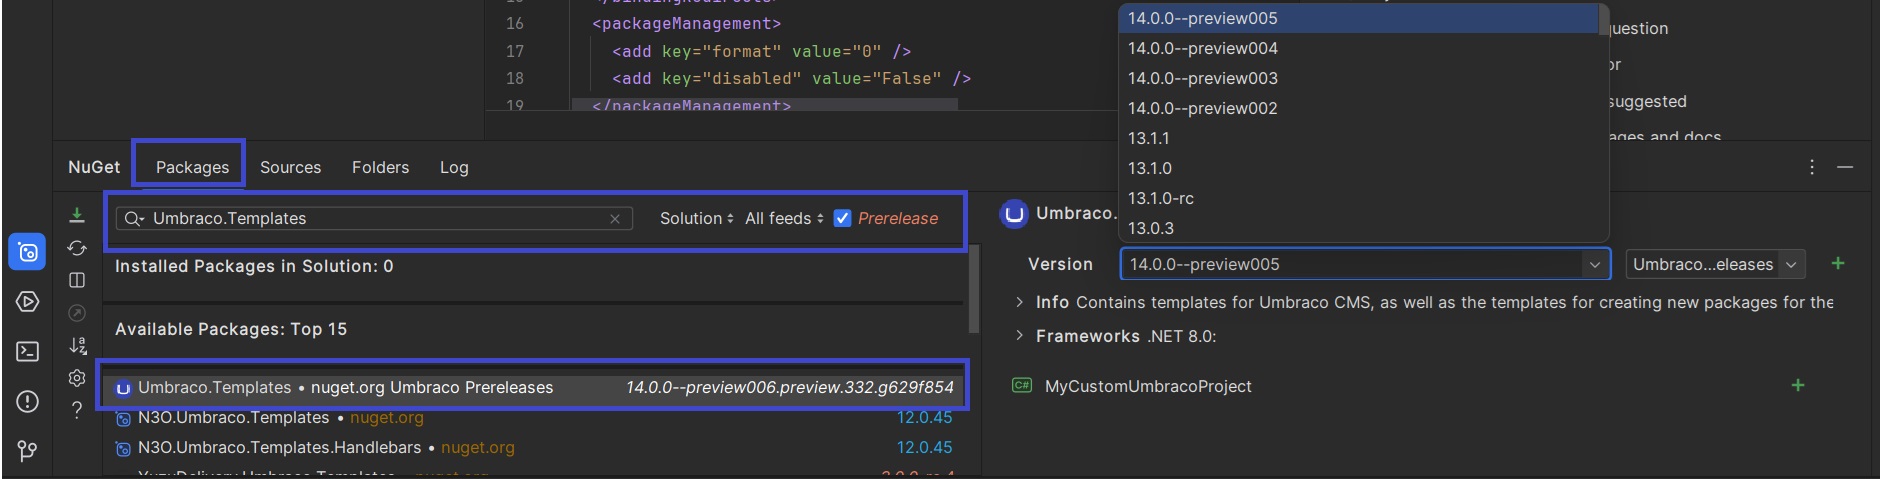 16 <packageManagement>
17 <add key="format" value="0" />
18 <add key="disabled" value="False" />
19 </packageManagement>
14.0.0--preview005
14.0.0--preview004
14.0.0--preview003
14.0.0--preview002
13.1.1
13.1.0
13.1.0-rc
13.0.3
suggested
and docs
NuGet Packages Sources Folders Log
Umbraco.Templates Solution All feeds Prerelease
Installed Packages in Solution: 0
Available Packages: Top 15
Umbraco.Templates • nuget.org Umbraco Prereleases 14.0.0--preview006.preview.332.g629f854
N3O.Umbraco.Templates • nuget.org 12.0.45
N3O.Umbraco.Templates.Handlebars • nuget.org 12.0.45
Umbraco.
Version 14.0.0--preview005 Umbraco...eleases
Info Contains templates for Umbraco CMS, as well as the templates for creating new packages for the
Frameworks .NET 8.0:
C# MyCustomUmbracoProject